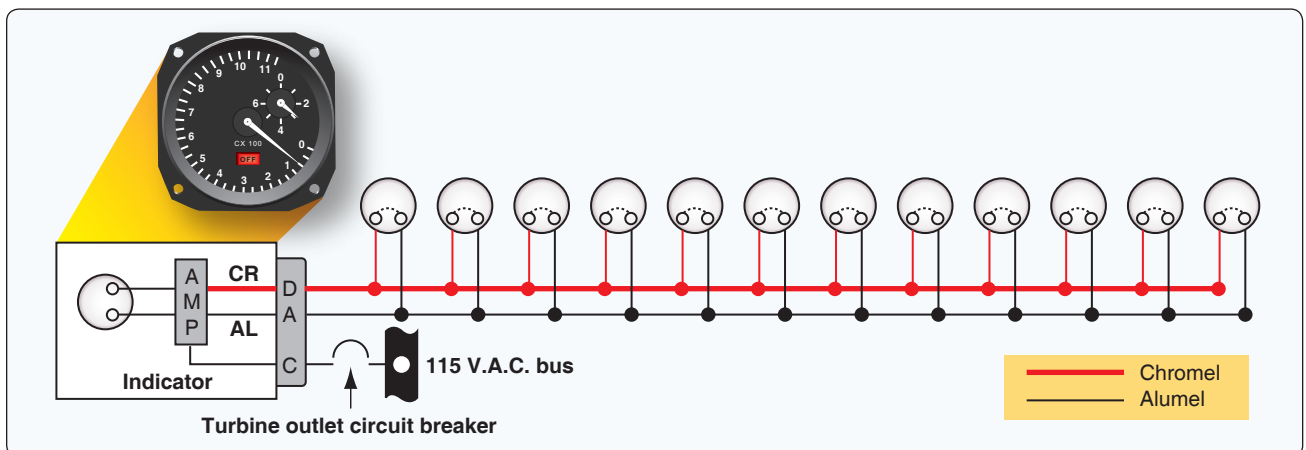 11
10
9
8
7
6
5
4
3
2
1
0
0
2
4
6
CX 100
OFF
A
M
P
CR
AL
D
A
C
Indicator
115 V.A.C. bus
Turbine outlet circuit breaker
Chromel
Alumel